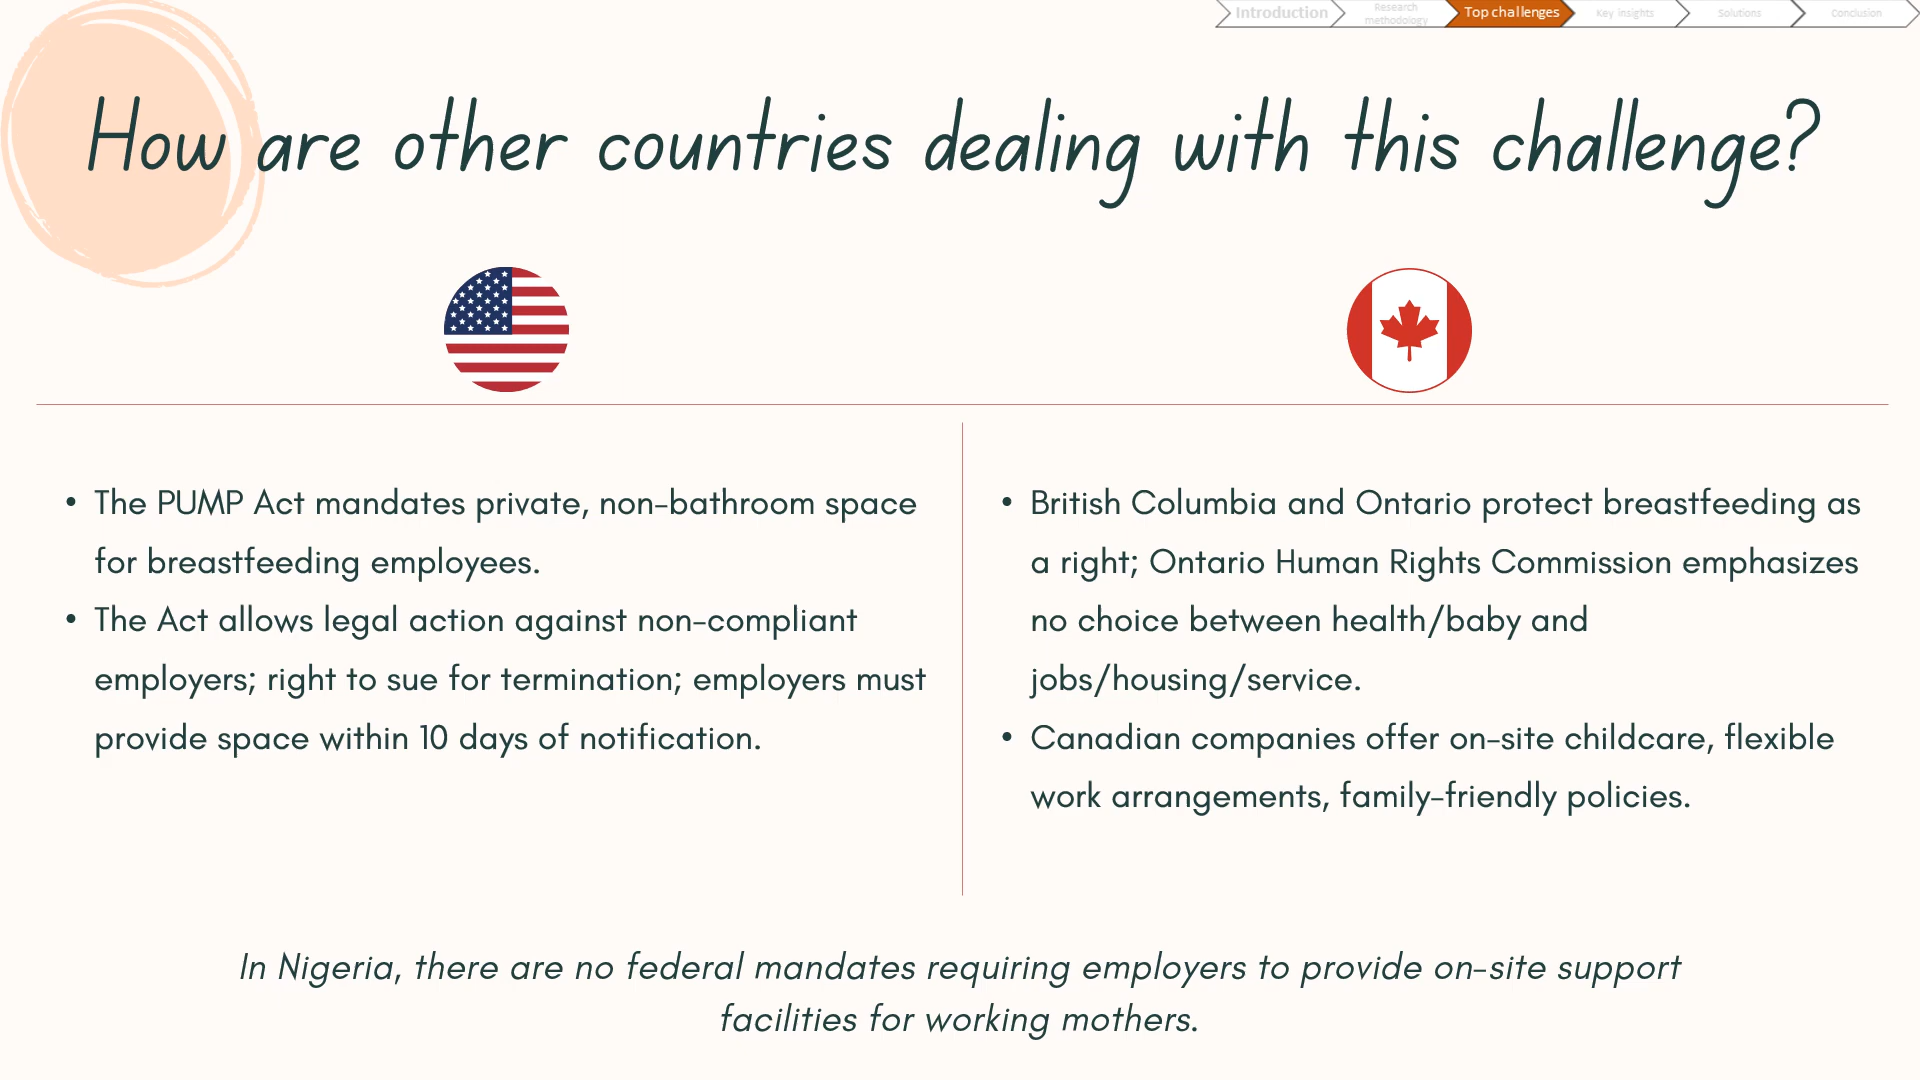 Introduction
Research
methodology
Top challenges
Key insights
Solutions
Conclusion
How are other countries dealing with this challenge?
• The PUMP Act mandates private, non-bathroom space
for breastfeeding employees.
• The Act allows legal action against non-compliant
employers; right to sue for termination; employers must
provide space within 10 days of notification.
• British Columbia and Ontario protect breastfeeding as
a right; Ontario Human Rights Commission emphasizes
no choice between health/baby and
jobs/housing/service.
• Canadian companies offer on-site childcare, flexible
work arrangements, family-friendly policies.
In Nigeria, there are no federal mandates requiring employers to provide on-site support
facilities for working mothers.